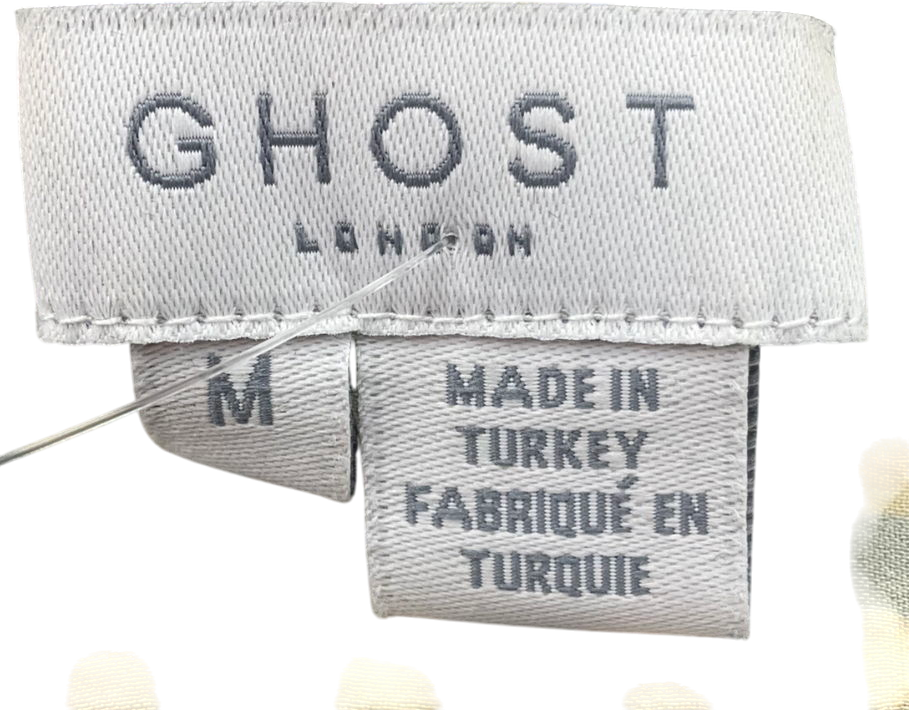 GHOST
LONDON
M
MADE IN
TURKEY
FABRIQUÉ EN
TURQUIE